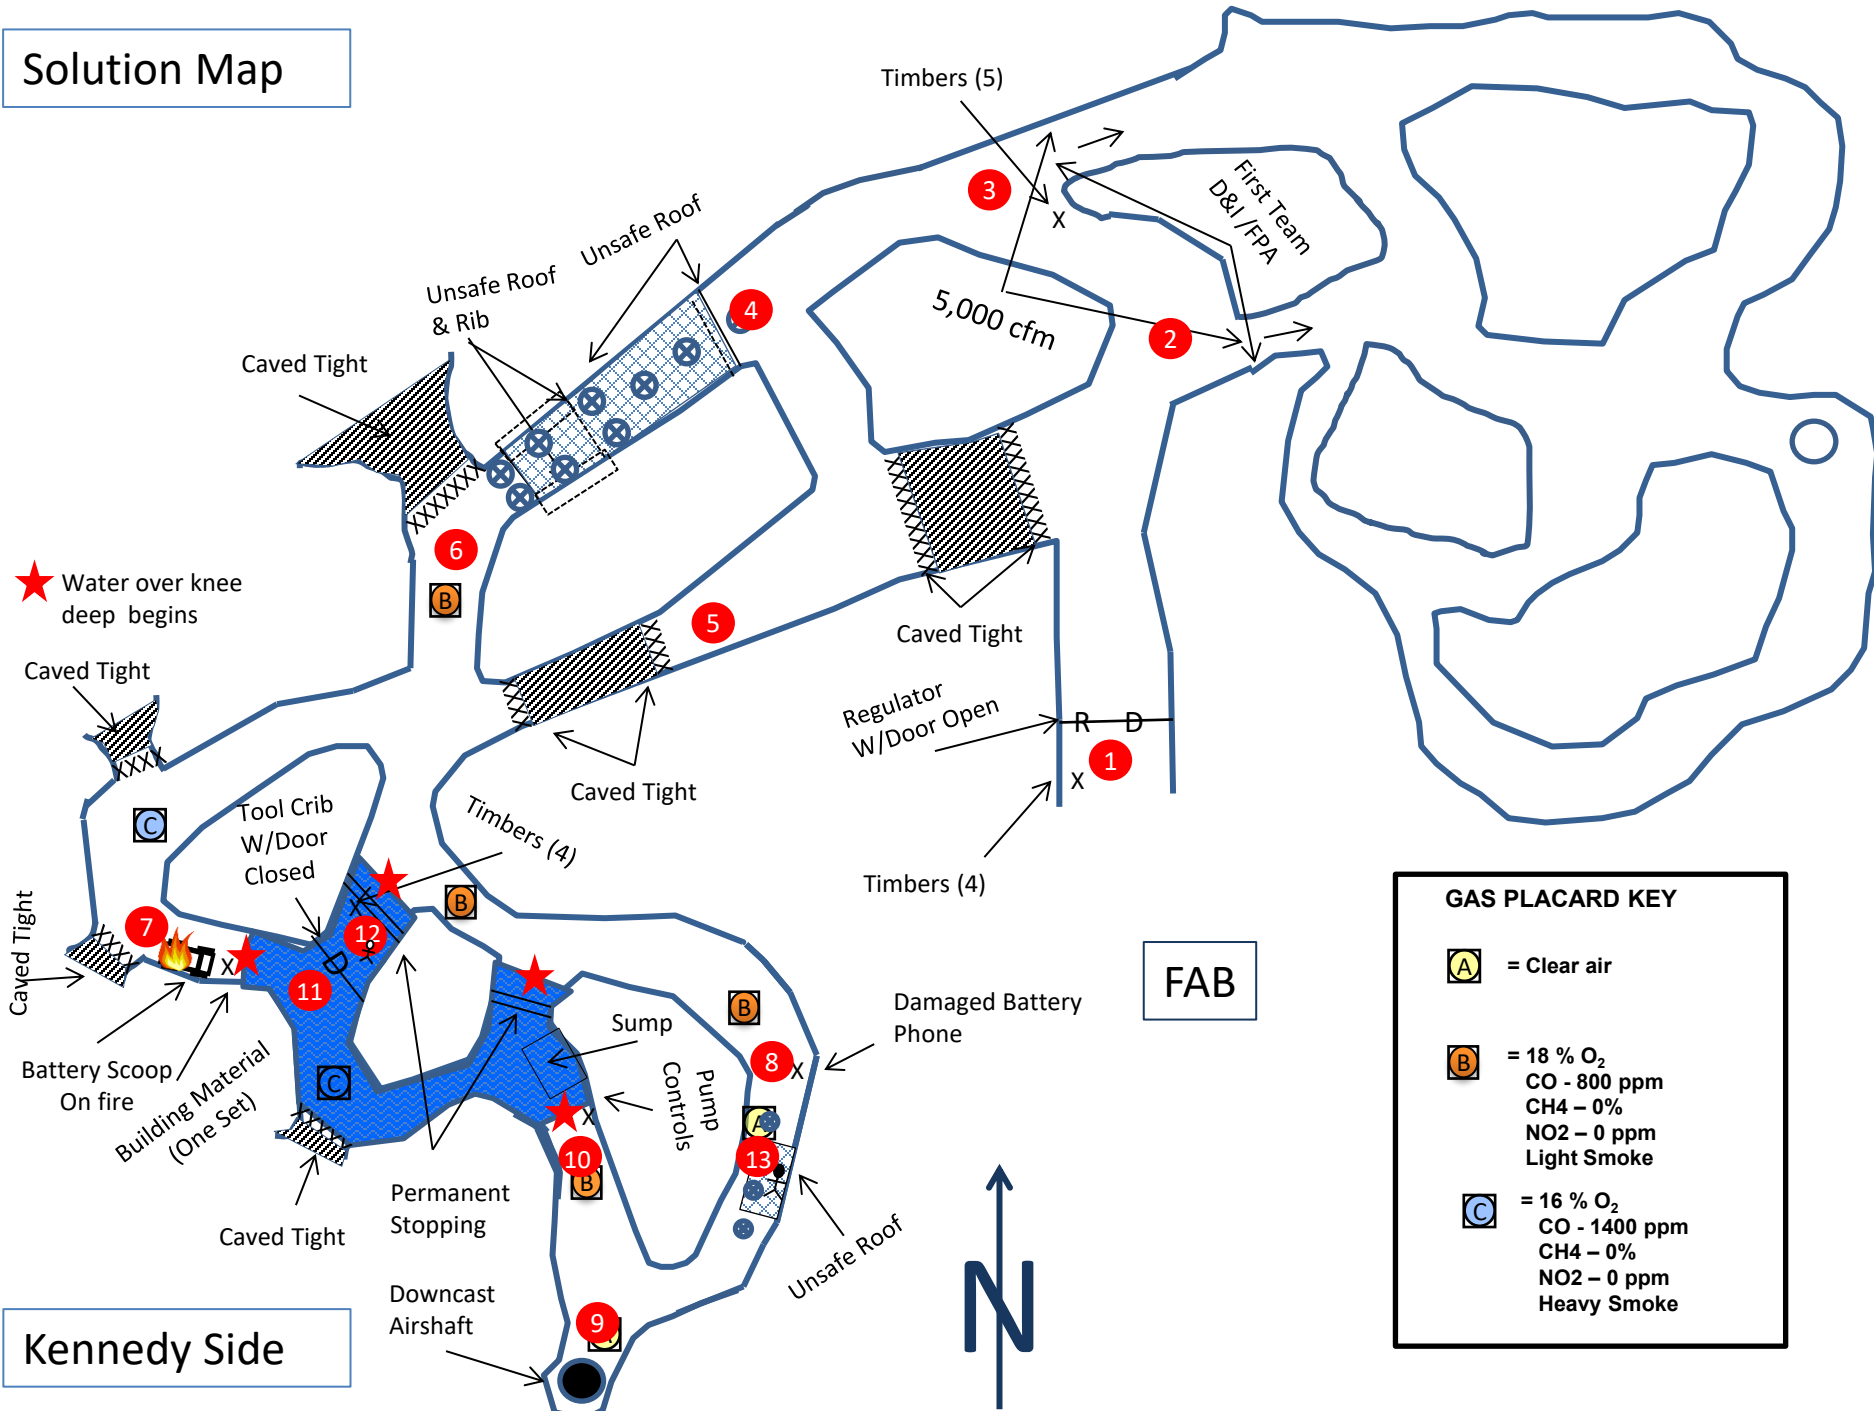 Solution Map
Timbers (5)
3
X
First Team
D&I /FPA
Unsafe Roof
Unsafe Roof
& Rib
4
5,000 cfm
2
Caved Tight
XXXXXX
6
B
Water over knee
deep begins
5
Caved Tight
Caved Tight
XXXX
Regulator
W/Door Open
R D
1
X
Caved Tight
Timbers (4)
C
Tool Crib
W/Door
Closed
Timbers (4)
X
B
7
Caved Tight
X
12
D
11
Battery Scoop
On fire
Building Material
(One Set)
C
Caved Tight
Permanent
Stopping
Sump
Pump
Controls
X
10
B
B
8
X
Damaged Battery
Phone
A
13
Unsafe Roof
Downcast
Airshaft
9
Kennedy Side
N
FAB
GAS PLACARD KEY
A = Clear air
B = 18 % O2
CO - 800 ppm
CH4 – 0%
NO2 – 0 ppm
Light Smoke
C = 16 % O2
CO - 1400 ppm
CH4 – 0%
NO2 – 0 ppm
Heavy Smoke